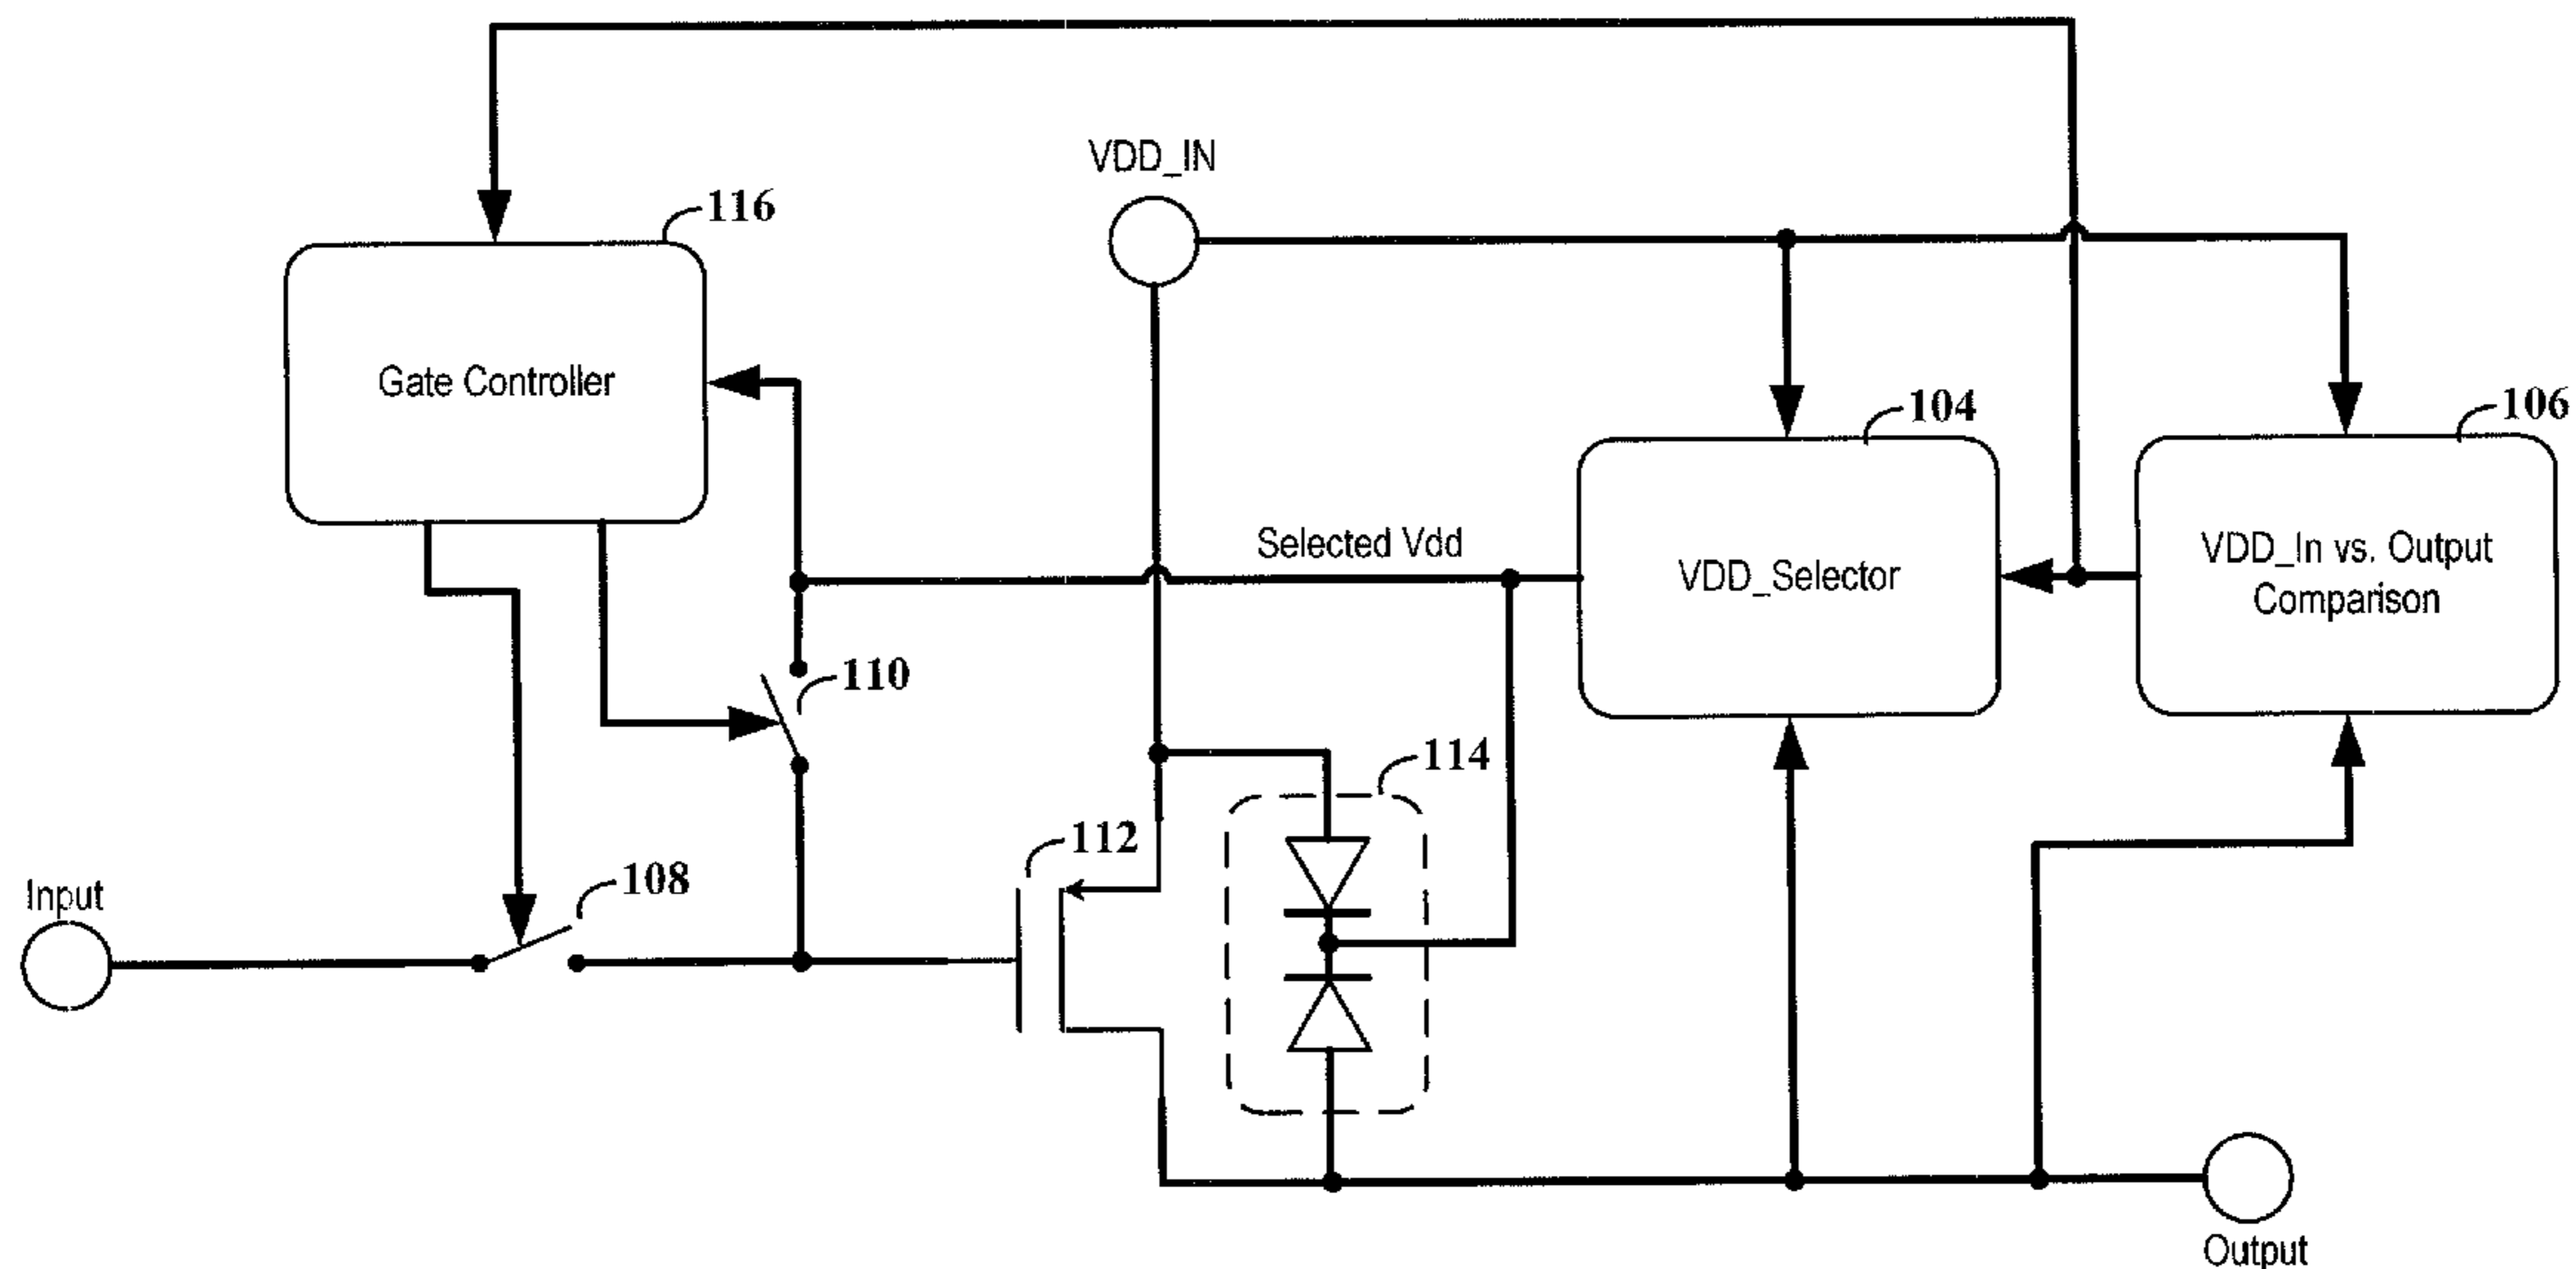 VDD_IN
116
Gate Controller
104
106
Selected Vdd
VDD_Selector
VDD_In vs. Output
Comparison
110
114
112
108
Input
Output